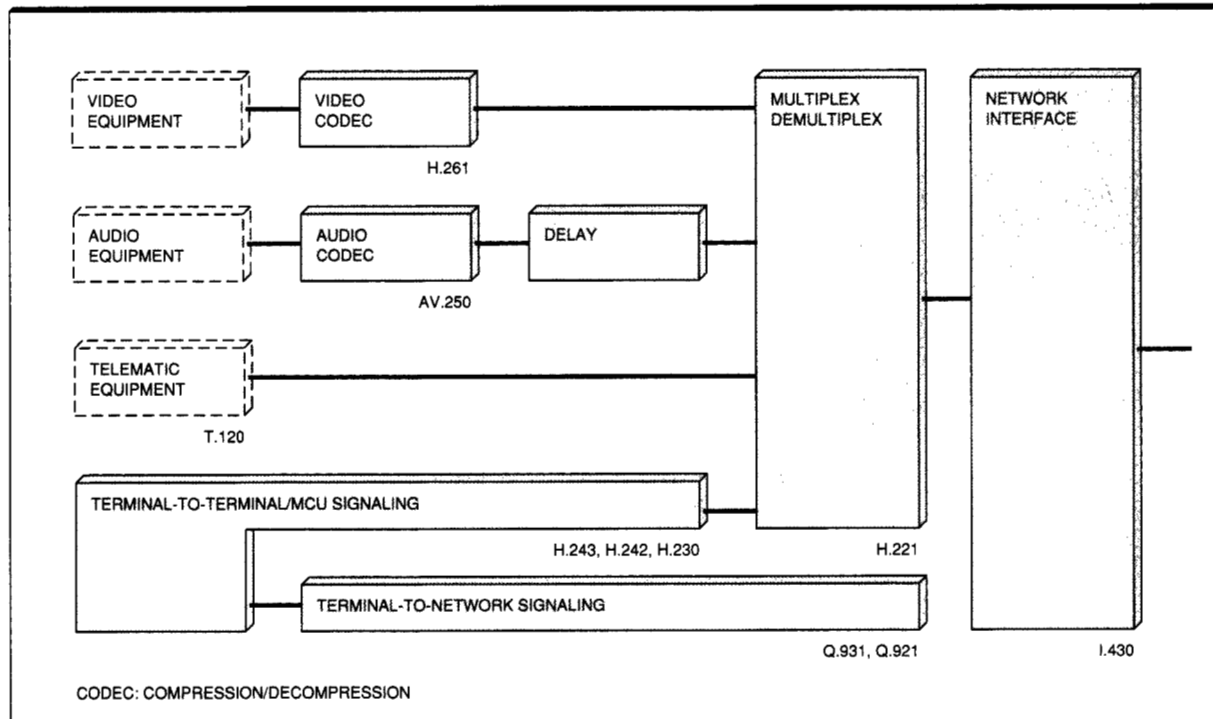 VIDEO
EQUIPMENT
VIDEO
CODEC
H.261
MULTIPLEX
DEMULTIPLEX
NETWORK
INTERFACE
AUDIO
EQUIPMENT
AUDIO
CODEC
AV.250
DELAY
TELEMATIC
EQUIPMENT
T.120
TERMINAL-TO-TERMINAL/MCU SIGNALING
H.243, H.242, H.230
H.221
TERMINAL-TO-NETWORK SIGNALING
Q.931, Q.921
I.430
CODEC: COMPRESSION/DECOMPRESSION